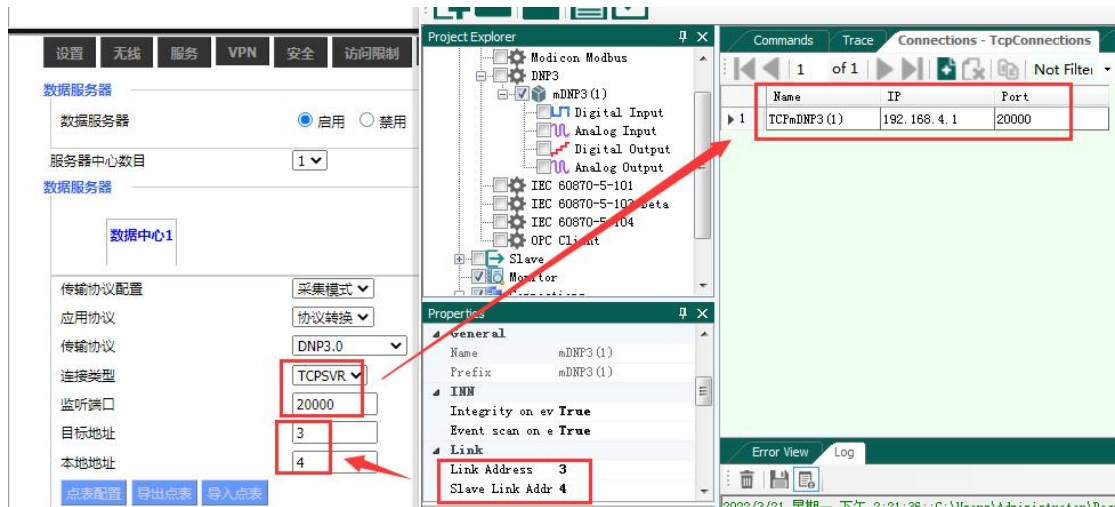 设置 无线 服务 VPN 安全 访问限制
数据服务器
数据服务器 启用 禁用
服务器中心数目 1
数据服务器
数据中心1
传输协议配置 采集模式
应用协议 协议转换
传输协议 DNP3.0
连接类型 TCPSVR
监听端口 20000
目标地址 3
本地地址 4
点表配置 导出点表 导入点表
Project Explorer
Modicon Modbus
DNP3
mDNP3(1)
Digital Input
Analog Input
Digital Output
Analog Output
IEC 60870-5-101
IEC 60870-5-103 Beta
IEC 60870-5-104
OPC Client
Slave
Monitor
Properties
General
Name mDNP3(1)
Prefix mDNP3(1)
INN
Integrity on ev True
Event scan on e True
Link
Link Address 3
Slave Link Addr 4
Commands Trace Connections - TcpConnections
1 of 1 Not Filter
Name IP Port
1 TCPmDNP3(1) 192.168.4.1 20000
Error View Log